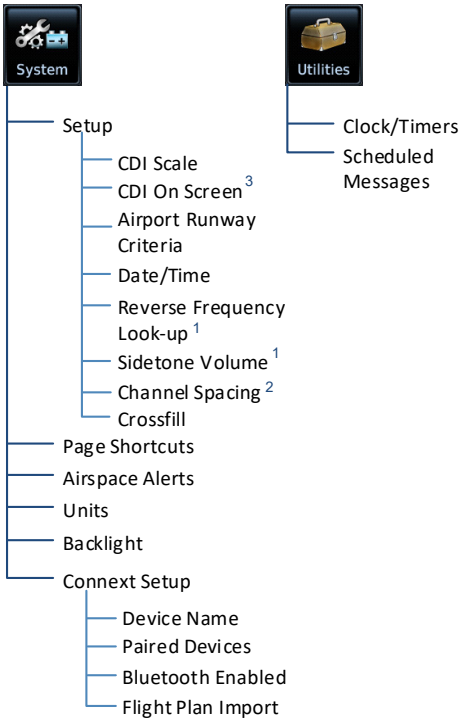 System
Setup
CDI Scale
CDI On Screen 3
Airport Runway
Criteria
Date/Time
Reverse Frequency
Look-up 1
Sidetone Volume 1
Channel Spacing 2
Crossfill
Page Shortcuts
Airspace Alerts
Units
Backlight
Connext Setup
Device Name
Paired Devices
Bluetooth Enabled
Flight Plan Import
Utilities
Clock/Timers
Scheduled
Messages